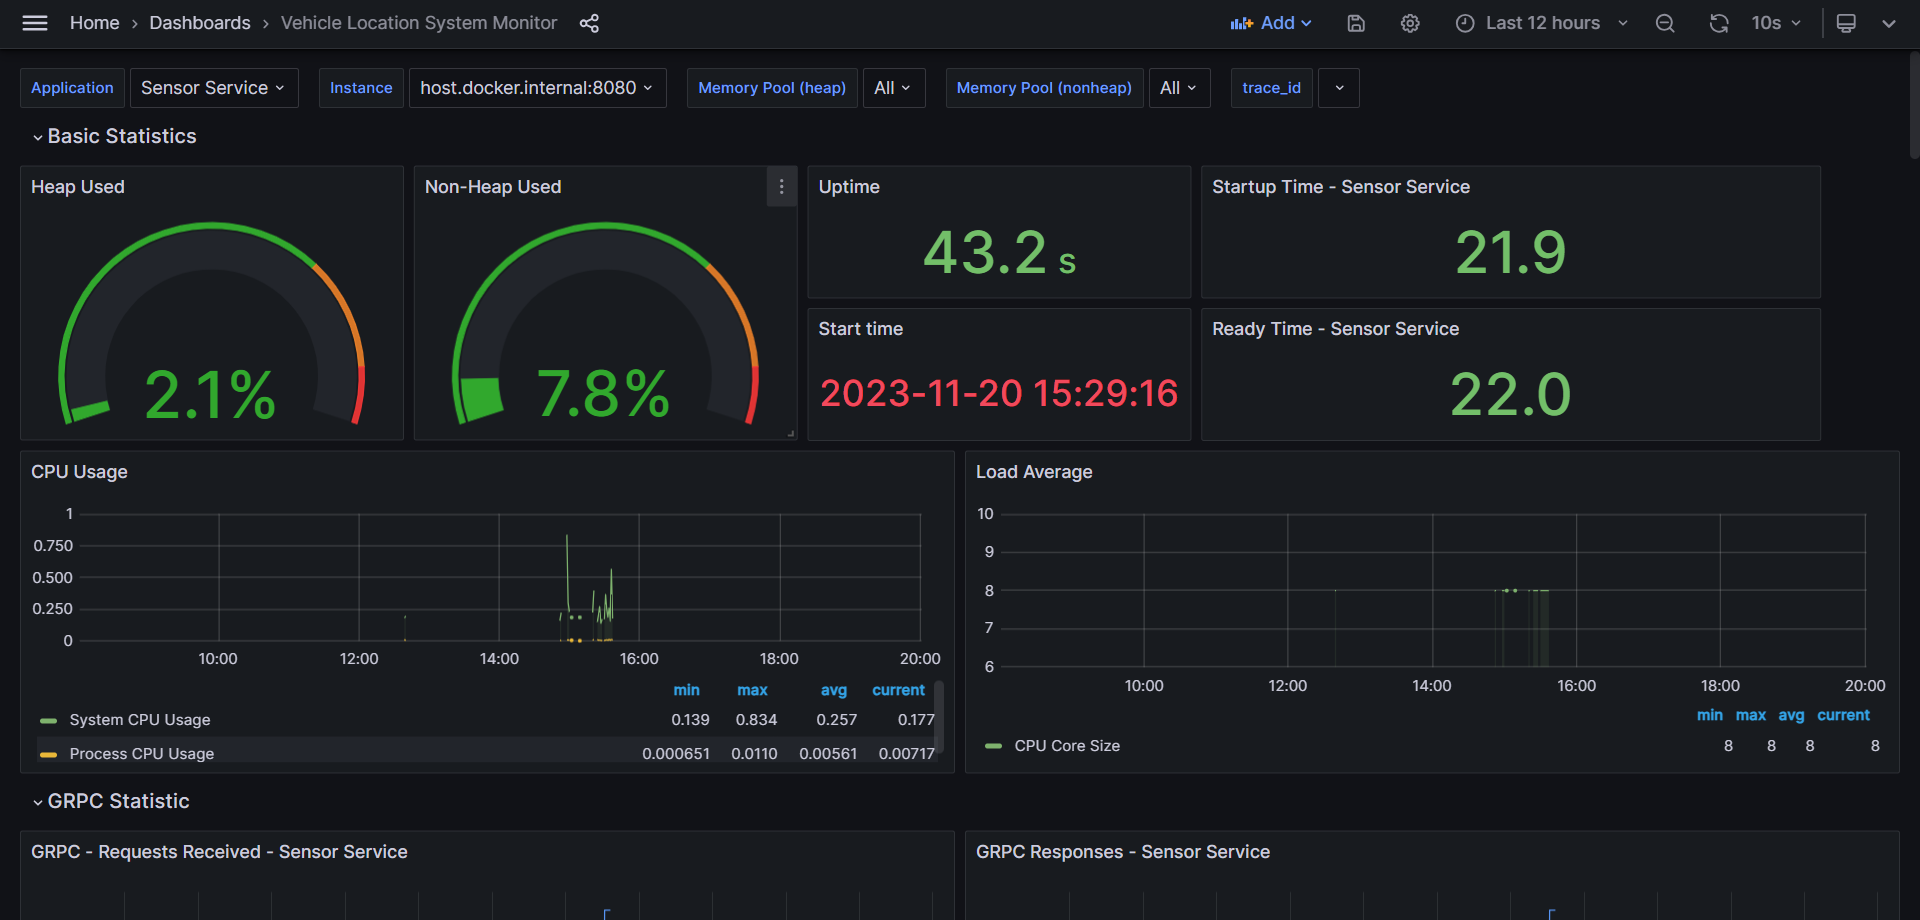 Home › Dashboards › Vehicle Location System Monitor
Add
Last 12 hours
10s
Application Sensor Service Instance host.docker.internal:8080 Memory Pool (heap) All Memory Pool (nonheap) All trace_id
Basic Statistics
Heap Used
2.1%
Non-Heap Used
7.8%
Uptime
43.2 s
Startup Time - Sensor Service
21.9
Start time
2023-11-20 15:29:16
Ready Time - Sensor Service
22.0
CPU Usage
1
0.750
0.500
0.250
0
10:00 12:00 14:00 16:00 18:00 20:00
min max avg current
System CPU Usage 0.139 0.834 0.257 0.177
Process CPU Usage 0.000651 0.0110 0.00561 0.00717
Load Average
10
9
8
7
6
10:00 12:00 14:00 16:00 18:00 20:00
min max avg current
CPU Core Size 8 8 8 8
GRPC Statistic
GRPC - Requests Received - Sensor Service
GRPC Responses - Sensor Service